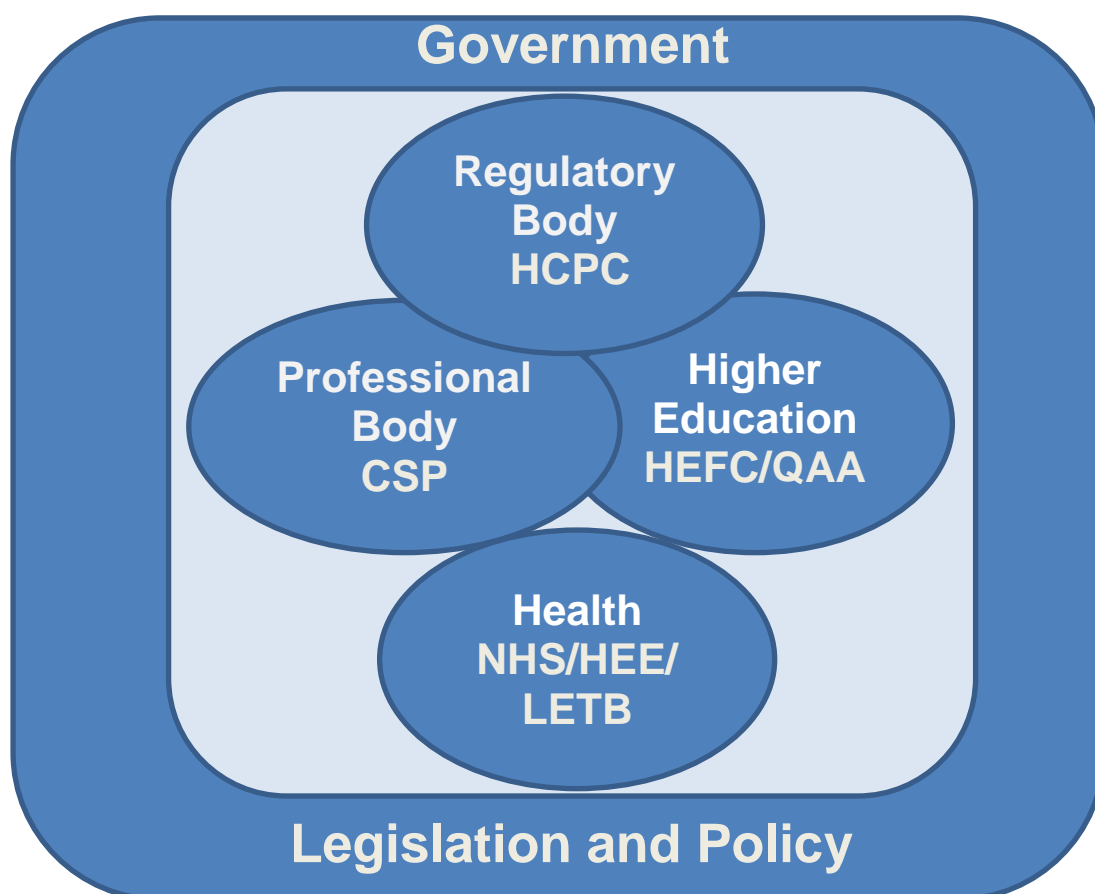 Government
Regulatory
Body
HCPC
Professional
Body
CSP
Higher
Education
HEFC/QAA
Health
NHS/HEE/
LETB
Legislation and Policy